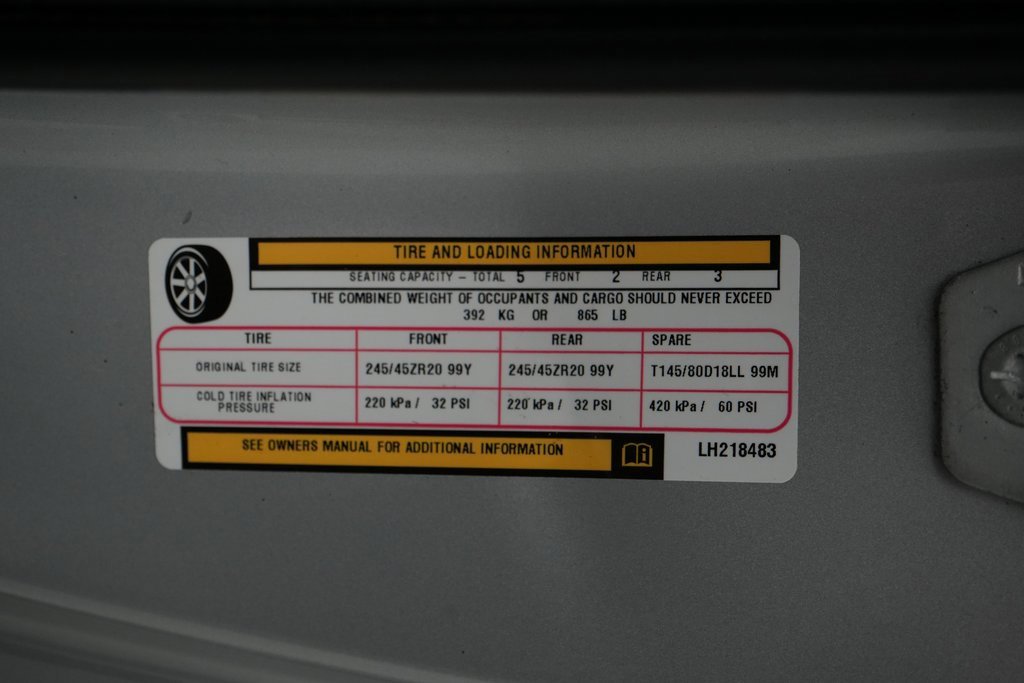 TIRE AND LOADING INFORMATION
SEATING CAPACITY – TOTAL 5 FRONT 2 REAR 3
THE COMBINED WEIGHT OF OCCUPANTS AND CARGO SHOULD NEVER EXCEED
392 KG OR 865 LB
TIRE FRONT REAR SPARE
ORIGINAL TIRE SIZE 245/45ZR20 99Y 245/45ZR20 99Y T145/80D18LL 99M
COLD TIRE INFLATION
PRESSURE 220 kPa / 32 PSI 220 kPa / 32 PSI 420 kPa / 60 PSI
SEE OWNERS MANUAL FOR ADDITIONAL INFORMATION
LH218483